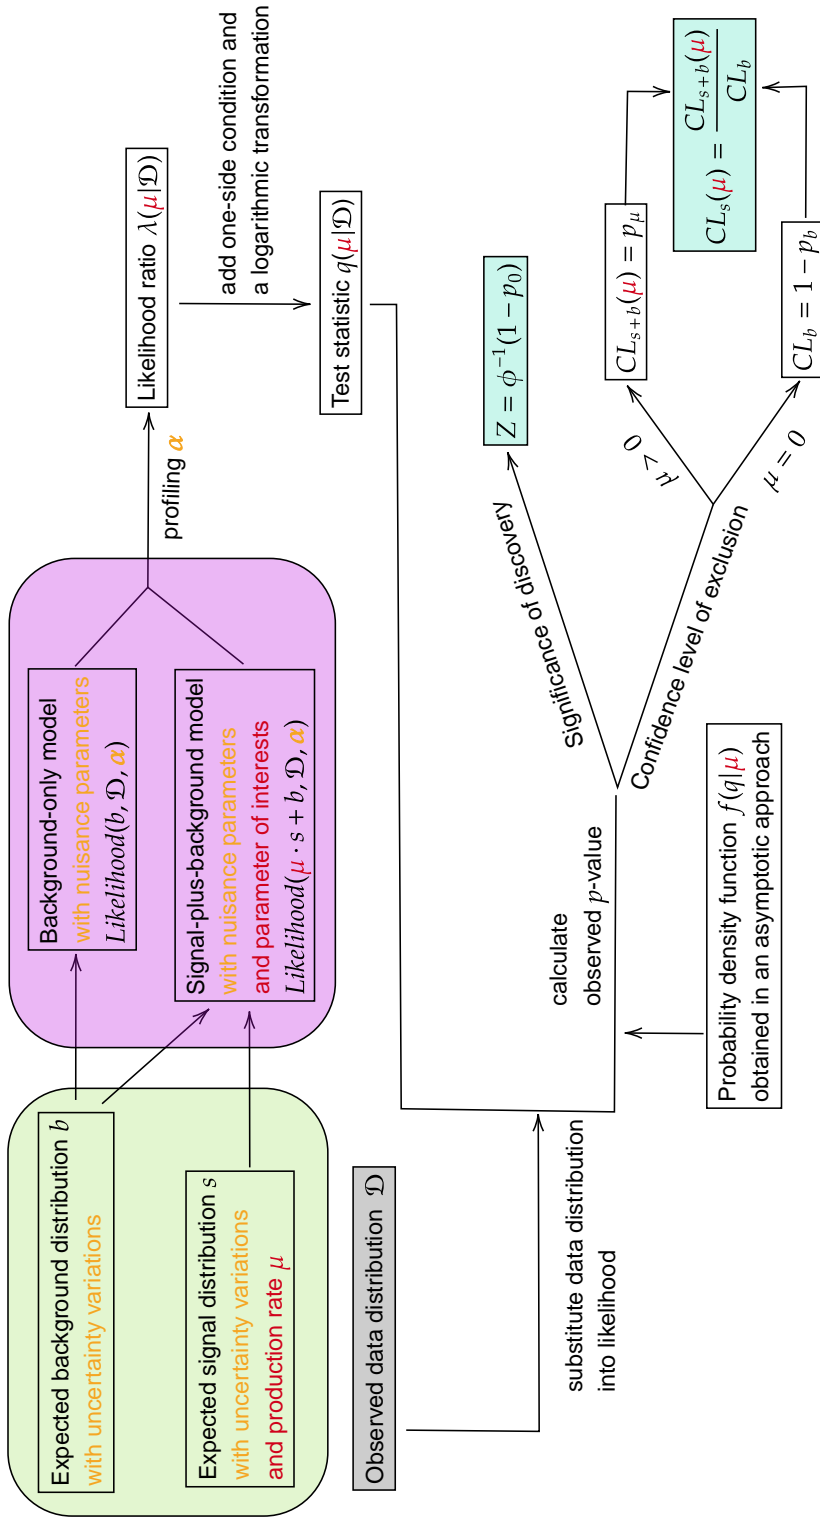 Expected background distribution b
with uncertainty variations
Expected signal distribution s
with uncertainty variations
and production rate μ
Observed data distribution 𝒟
Background-only model
with nuisance parameters
Likelihood(b, 𝒟, α)
Signal-plus-background model
with nuisance parameters
and parameter of interests
Likelihood(μ · s + b, 𝒟, α)
profiling α
Likelihood ratio λ(μ|𝒟)
add one-side condition and
a logarithmic transformation
Test statistic q(μ|𝒟)
substitute data distribution
into likelihood
calculate
observed p-value
Probability density function f(q|μ)
obtained in an asymptotic approach
Significance of discovery
Z = ϕ⁻¹(1 − p₀)
Confidence level of exclusion
μ > 0
μ = 0
CL_{s+b}(μ) = p_μ
CL_b = 1 − p_b
CL_s(μ) = CL_{s+b}(μ) / CL_b